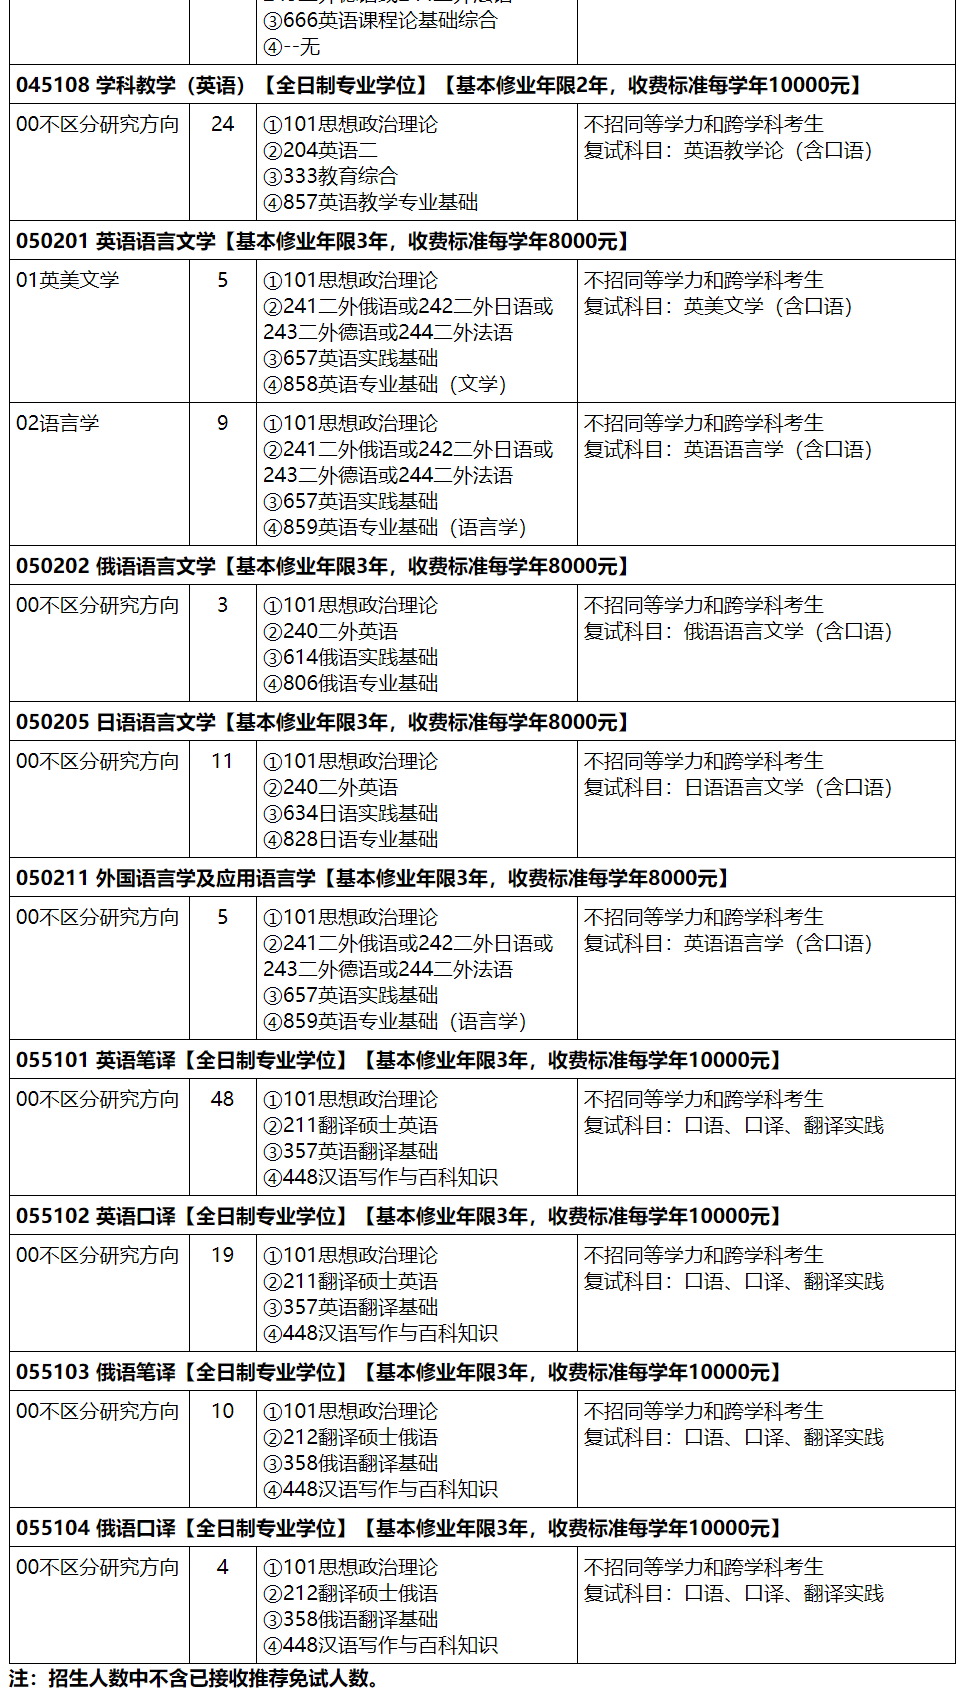 ③666英语课程论基础综合
④--无
045108 学科教学（英语）【全日制专业学位】【基本修业年限2年，收费标准每学年10000元】
00不区分研究方向 24 ①101思想政治理论 不招同等学力和跨学科考生
②204英语二 复试科目：英语教学论（含口语）
③333教育综合
④857英语教学专业基础
050201 英语语言文学【基本修业年限3年，收费标准每学年8000元】
01英美文学 5 ①101思想政治理论 不招同等学力和跨学科考生
②241二外俄语或242二外日语或 复试科目：英美文学（含口语）
243二外德语或244二外法语
③657英语实践基础
④858英语专业基础（文学）
02语言学 9 ①101思想政治理论 不招同等学力和跨学科考生
②241二外俄语或242二外日语或 复试科目：英语语言学（含口语）
243二外德语或244二外法语
③657英语实践基础
④859英语专业基础（语言学）
050202 俄语语言文学【基本修业年限3年，收费标准每学年8000元】
00不区分研究方向 3 ①101思想政治理论 不招同等学力和跨学科考生
②240二外英语 复试科目：俄语语言文学（含口语）
③614俄语实践基础
④806俄语专业基础
050205 日语语言文学【基本修业年限3年，收费标准每学年8000元】
00不区分研究方向 11 ①101思想政治理论 不招同等学力和跨学科考生
②240二外英语 复试科目：日语语言文学（含口语）
③634日语实践基础
④828日语专业基础
050211 外国语言学及应用语言学【基本修业年限3年，收费标准每学年8000元】
00不区分研究方向 5 ①101思想政治理论 不招同等学力和跨学科考生
②241二外俄语或242二外日语或 复试科目：英语语言学（含口语）
243二外德语或244二外法语
③657英语实践基础
④859英语专业基础（语言学）
055101 英语笔译【全日制专业学位】【基本修业年限3年，收费标准每学年10000元】
00不区分研究方向 48 ①101思想政治理论 不招同等学力和跨学科考生
②211翻译硕士英语 复试科目：口语、口译、翻译实践
③357英语翻译基础
④448汉语写作与百科知识
055102 英语口译【全日制专业学位】【基本修业年限3年，收费标准每学年10000元】
00不区分研究方向 19 ①101思想政治理论 不招同等学力和跨学科考生
②211翻译硕士英语 复试科目：口语、口译、翻译实践
③357英语翻译基础
④448汉语写作与百科知识
055103 俄语笔译【全日制专业学位】【基本修业年限3年，收费标准每学年10000元】
00不区分研究方向 10 ①101思想政治理论 不招同等学力和跨学科考生
②212翻译硕士俄语 复试科目：口语、口译、翻译实践
③358俄语翻译基础
④448汉语写作与百科知识
055104 俄语口译【全日制专业学位】【基本修业年限3年，收费标准每学年10000元】
00不区分研究方向 4 ①101思想政治理论 不招同等学力和跨学科考生
②212翻译硕士俄语 复试科目：口语、口译、翻译实践
③358俄语翻译基础
④448汉语写作与百科知识
注：招生人数中不含已接收推荐免试人数。